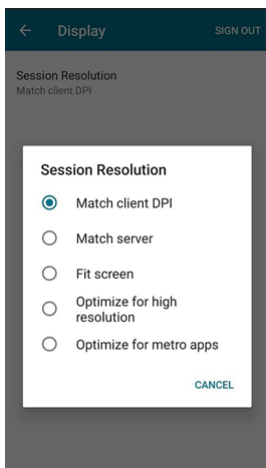 Display SIGN OUT
Session Resolution
Match client DPI
Session Resolution
Match client DPI
Match server
Fit screen
Optimize for high
resolution
Optimize for metro apps
CANCEL